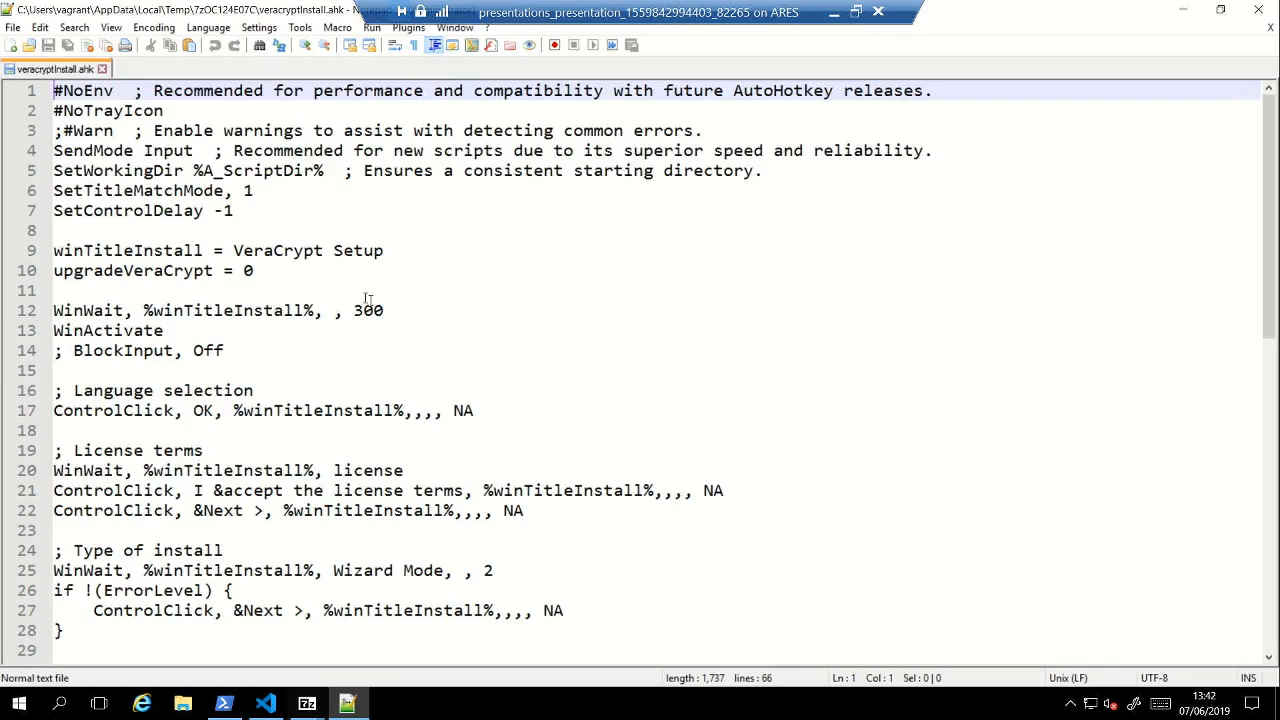 C:\Users\vagrant\AppData\Local\Temp\7zOC124E07C\veracryptInstall.ahk - Notepad
presentations_presentation_1559842994403_82265 on ARES
File Edit Search View Encoding Language Settings Tools Macro Run Plugins Window ?
veracryptInstall.ahk
1 #NoEnv  ; Recommended for performance and compatibility with future AutoHotkey releases.
2 #NoTrayIcon
3 ;#Warn  ; Enable warnings to assist with detecting common errors.
4 SendMode Input  ; Recommended for new scripts due to its superior speed and reliability.
5 SetWorkingDir %A_ScriptDir%  ; Ensures a consistent starting directory.
6 SetTitleMatchMode, 1
7 SetControlDelay -1
8
9 winTitleInstall = VeraCrypt Setup
10 upgradeVeraCrypt = 0
11
12 WinWait, %winTitleInstall%, , 300
13 WinActivate
14 ; BlockInput, Off
15
16 ; Language selection
17 ControlClick, OK, %winTitleInstall%,,,, NA
18
19 ; License terms
20 WinWait, %winTitleInstall%, license
21 ControlClick, I &accept the license terms, %winTitleInstall%,,,, NA
22 ControlClick, &Next >, %winTitleInstall%,,,, NA
23
24 ; Type of install
25 WinWait, %winTitleInstall%, Wizard Mode, , 2
26 if !(ErrorLevel) {
27     ControlClick, &Next >, %winTitleInstall%,,,, NA
28 }
29
Normal text file length : 1,737 lines : 66 Ln : 1 Col : 1 Sel : 0 | 0 Unix (LF) UTF-8 INS
13:42
07/06/2019